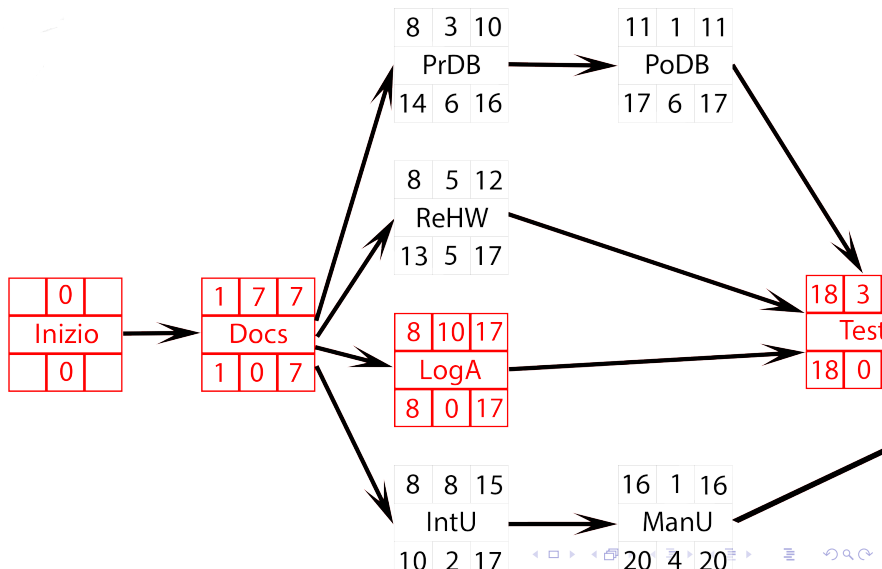 8 3 10
PrDB
14 6 16
11 1 11
PoDB
17 6 17
8 5 12
ReHW
13 5 17
0
Inizio
0
1 7 7
Docs
1 0 7
8 10 17
LogA
8 0 17
18 3
Test
18 0
8 8 15
IntU
10 2 17
16 1 16
ManU
20 4 20